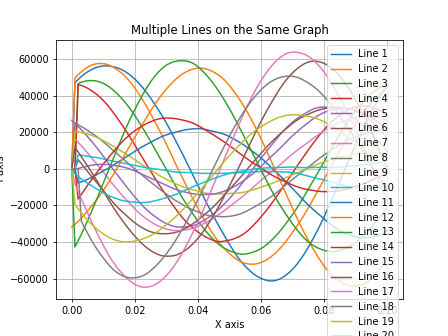 Multiple Lines on the Same Graph
60000
40000
20000
0
−20000
−40000
−60000
0.00
0.02
0.04
0.06
X axis
Line 1
Line 2
Line 3
Line 4
Line 5
Line 6
Line 7
Line 8
Line 9
Line 10
Line 11
Line 12
Line 13
Line 14
Line 15
Line 16
Line 17
Line 18
Line 19
Line 20